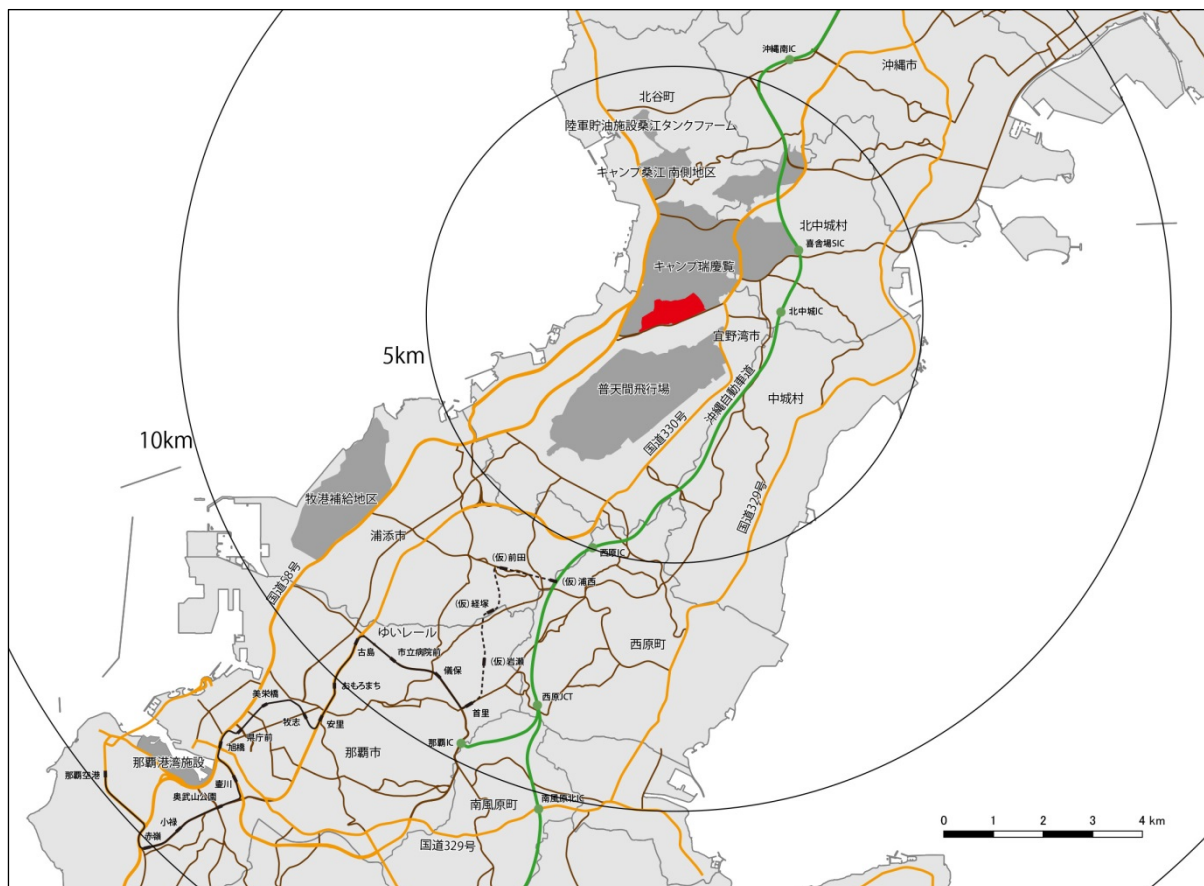 沖縄南IC
沖縄市
北谷町
陸軍貯油施設桑江タンクファーム
キャンプ桑江 南側地区
北中城村
喜舎場SIC
キャンプ瑞慶覧
北中城IC
宜野湾市
5km
普天間飛行場
沖縄自動車道
中城村
国道330号
10km
牧港補給地区
国道329号
浦添市
西原IC
(仮)前田
(仮)浦西
国道58号
(仮)経塚
ゆいレール
西原町
古島
市立病院前
(仮)岩瀬
儀保
おもろまち
美栄橋
首里
西原JCT
牧志
安里
県庁前
旭橋
那覇市
那覇IC
那覇港湾施設
那覇空港
壷川
奥武山公園
南風原町
南風原北IC
小禄
赤嶺
国道329号
0 1 2 3 4 km